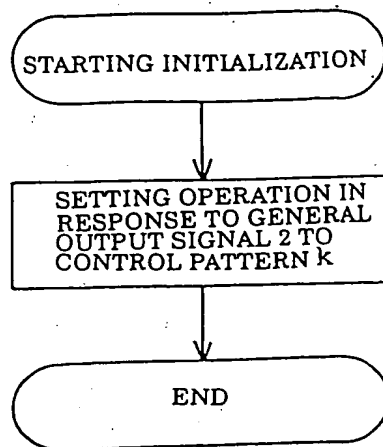 STARTING INITIALIZATION
SETTING OPERATION IN
RESPONSE TO GENERAL
OUTPUT SIGNAL 2 TO
CONTROL PATTERN k
END